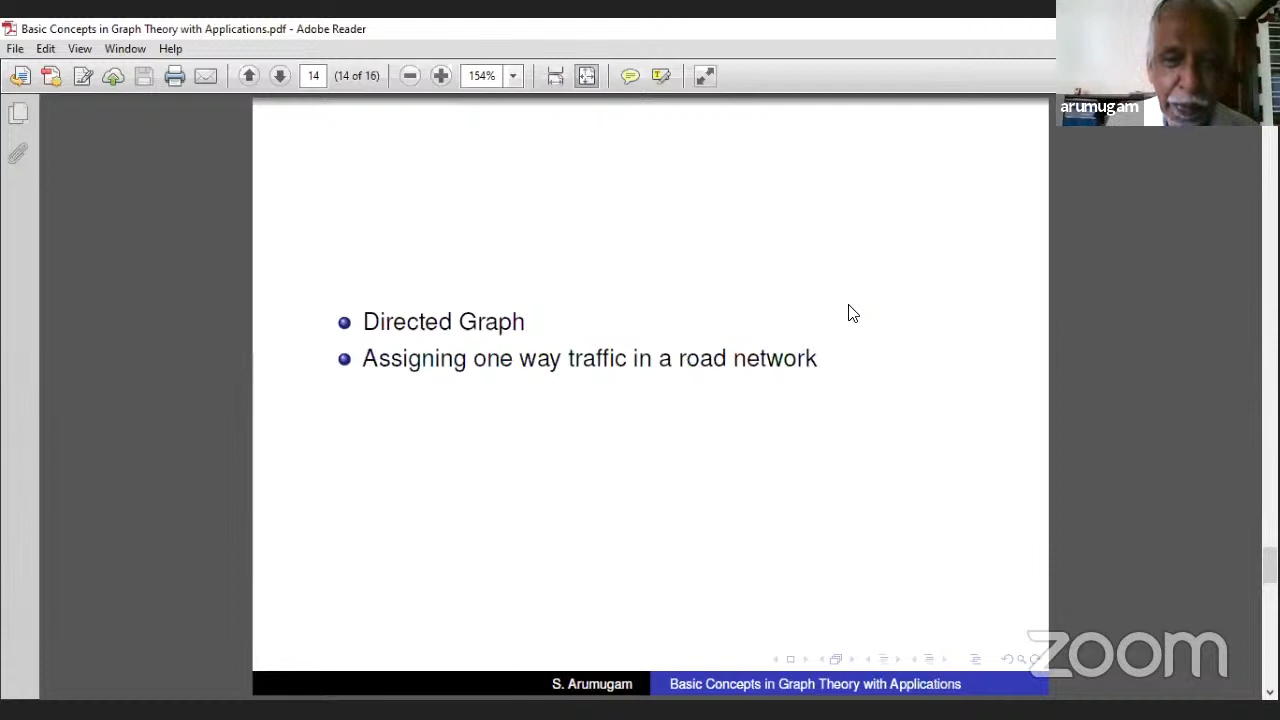 Basic Concepts in Graph Theory with Applications.pdf - Adobe Reader
File Edit View Window Help
14 (14 of 16) 154%
arumugam
Directed Graph
Assigning one way traffic in a road network
zoom
S. Arumugam Basic Concepts in Graph Theory with Applications